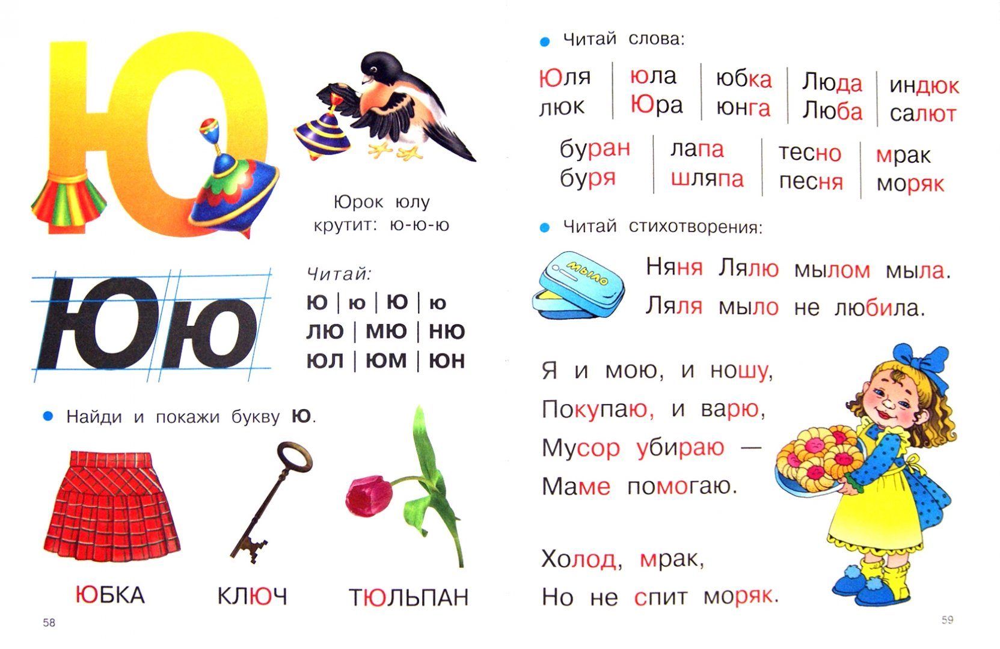 Ю
Юрок юлу
крутит: ю-ю-ю
Юю
Читай:
Ю | ю | Ю | ю
лю | мю | ню
юл | юм | юн
Найди и покажи букву Ю.
ЮБКА КЛЮЧ ТЮЛЬПАН
58
Читай слова:
Юля | юла | юбка | Люда | индюк
люк | Юра | юнга | Люба | салют
буран | лапа | тесно | мрак
буря | шляпа | песня | моряк
Читай стихотворения:
мыло
Няня Лялю мылом мыла.
Ляля мыло не любила.
Я и мою, и ношу,
Покупаю, и варю,
Мусор убираю —
Маме помогаю.
Холод, мрак,
Но не спит моряк.
59